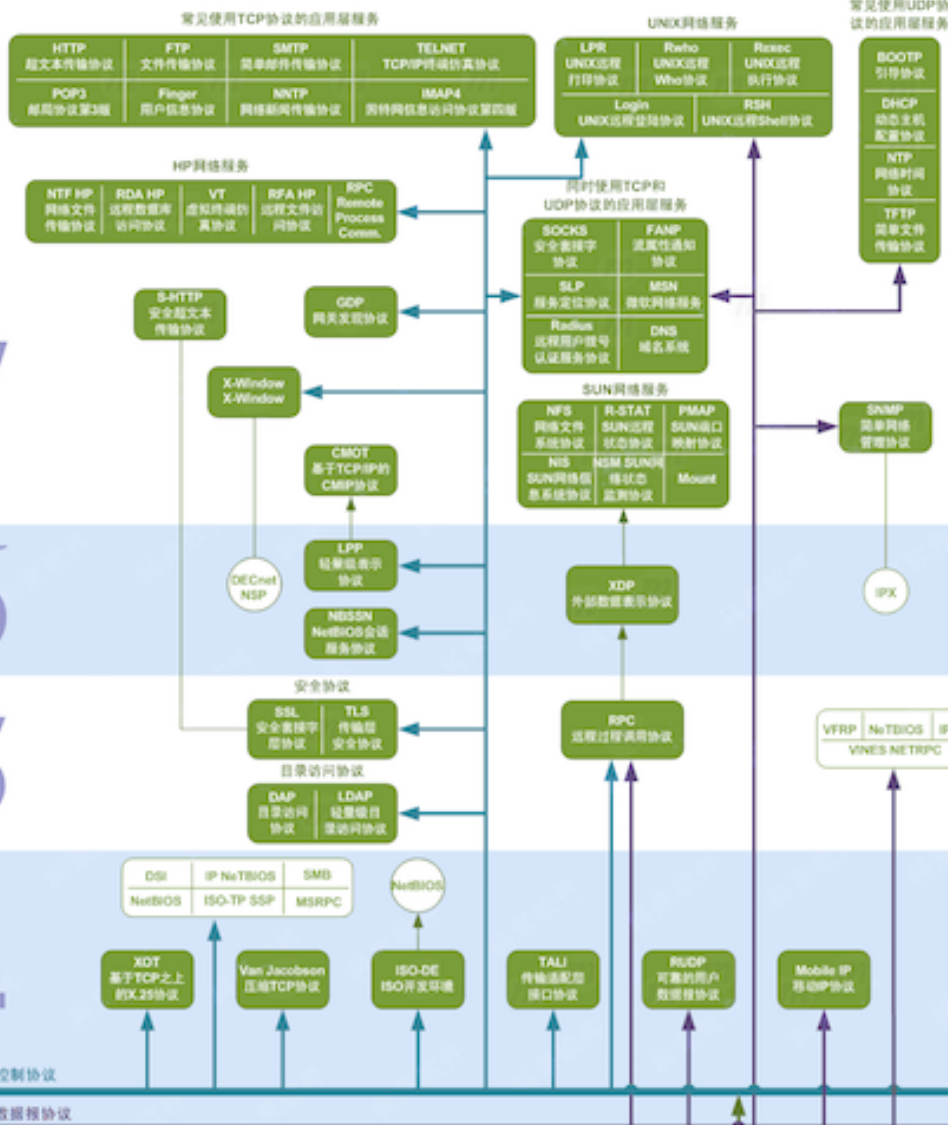 常见使用TCP协议的应用层服务
HTTP
超文本传输协议
FTP
文件传输协议
SMTP
简单邮件传输协议
TELNET
TCP/IP终端仿真协议
POP3
邮局协议第3版
Finger
用户信息协议
NNTP
网络新闻传输协议
IMAP4
因特网信息访问协议第四版
UNIX网络服务
LPR
UNIX远程
打印协议
Rwho
UNIX远程
Who协议
Rexec
UNIX远程
执行协议
Login
UNIX远程登陆协议
RSH
UNIX远程Shell协议
常见使用UDP协
议的应用层服务
BOOTP
引导协议
DHCP
动态主机
配置协议
NTP
网络时间
协议
TFTP
简单文件
传输协议
HP网络服务
NTF HP
网络文件
传输协议
RDA HP
远程数据库
访问协议
VT
虚拟终端仿
真协议
RFA HP
远程文件访
问协议
RPC
Remote
Process
Comm.
同时使用TCP和
UDP协议的应用层服务
SOCKS
安全套接字
协议
FANP
流属性通知
协议
SLP
服务定位协议
MSN
微软网络服务
Radius
远程用户拨号
认证服务协议
DNS
域名系统
S-HTTP
安全超文本
传输协议
GDP
网关发现协议
X-Window
X-Window
SUN网络服务
NFS
网络文件
系统协议
R-STAT
SUN远程
状态协议
PMAP
SUN端口
映射协议
NIS
SUN网络信
息系统协议
NSM SUN网
络状态
监测协议
Mount
SNMP
简单网络
管理协议
CMOT
基于TCP/IP的
CMIP协议
LPP
轻量级表示
协议
DECnet
NSP
XDP
外部数据表示协议
IPX
NBSSN
NetBIOS会话
服务协议
安全协议
SSL
安全套接字
层协议
TLS
传输层
安全协议
RPC
远程过程调用协议
VFRP
NeTBIOS
IP
VINES NETRPC
目录访问协议
DAP
目录访问
协议
LDAP
轻量级目
录访问协议
DSI
IP NeTBIOS
SMB
NetBIOS
ISO-TP SSP
MSRPC
NetBIOS
XOT
基于TCP之上
的X.25协议
Van Jacobson
压缩TCP协议
ISO-DE
ISO开发环境
TALI
传输适配层
接口协议
RUDP
可靠的用户
数据报协议
Mobile IP
移动IP协议
控制协议
数据报协议